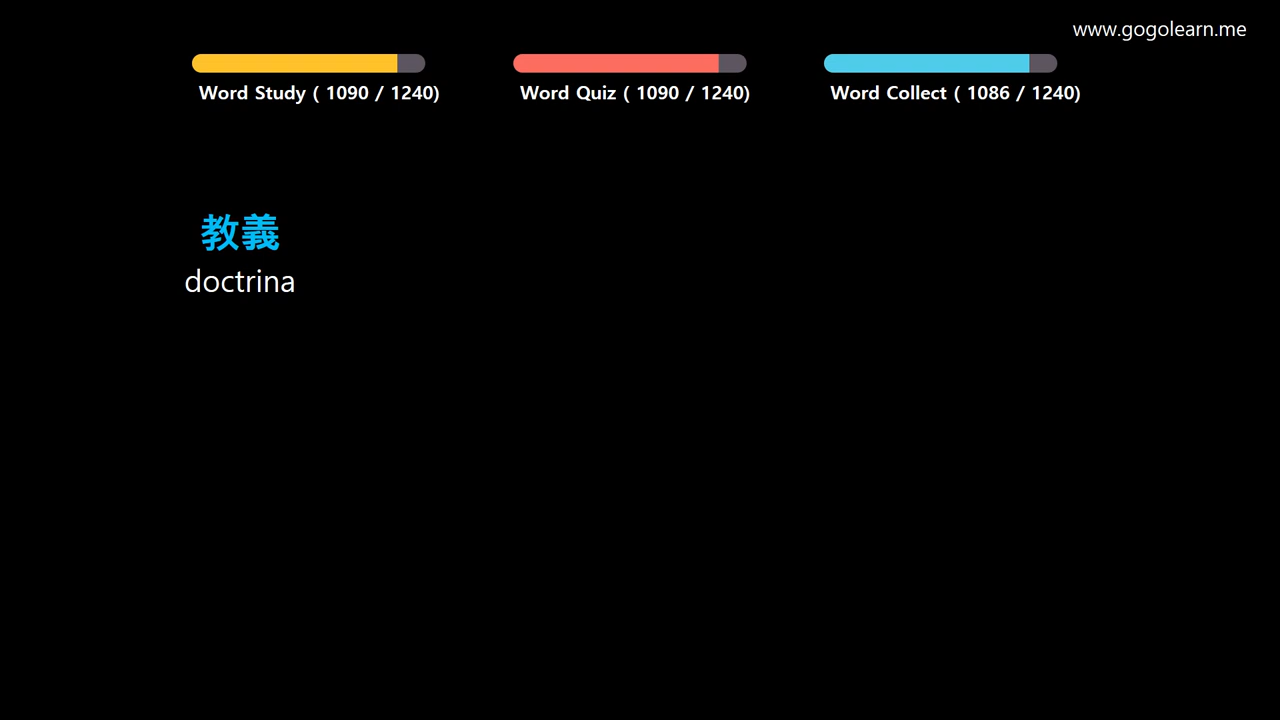 www.gogolearn.me
Word Study ( 1090 / 1240)
Word Quiz ( 1090 / 1240)
Word Collect ( 1086 / 1240)
教義
doctrina